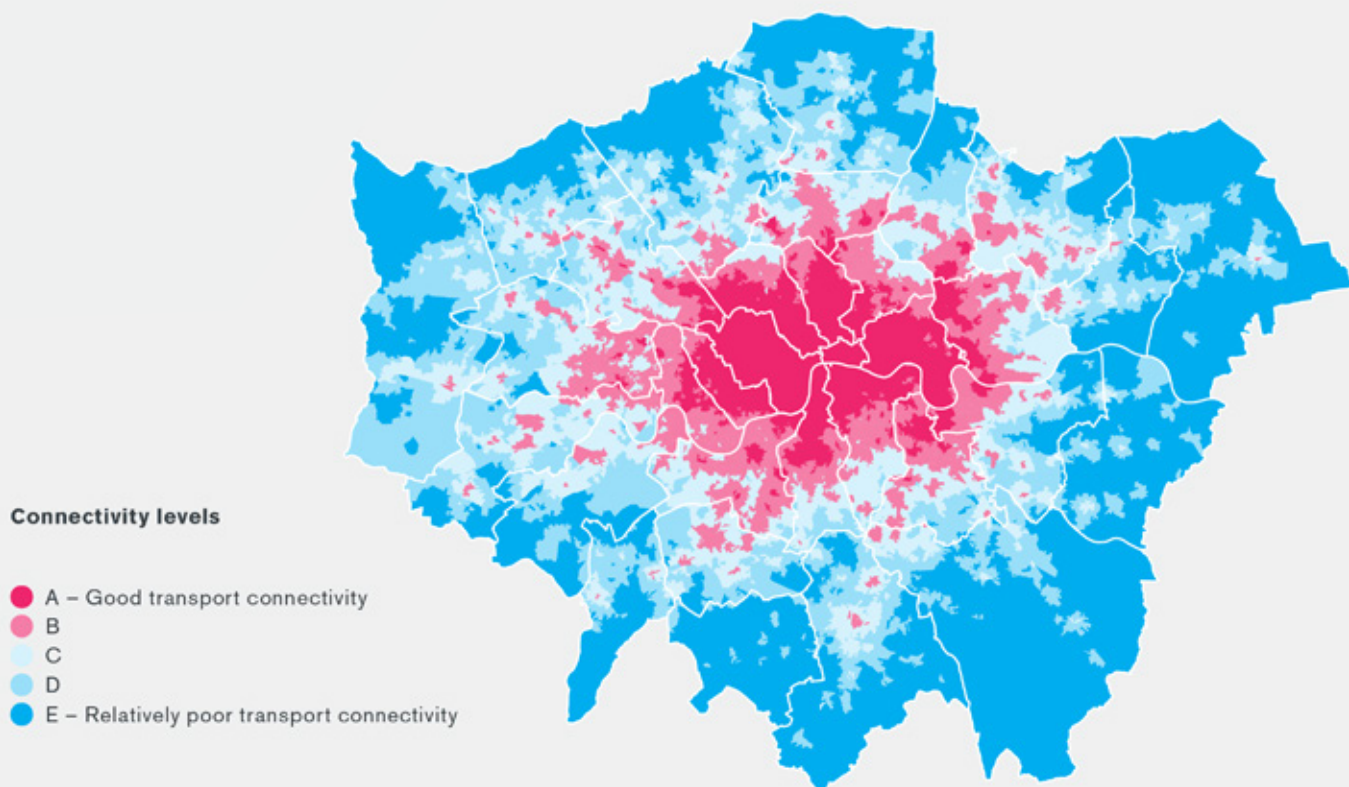 Connectivity levels
A – Good transport connectivity
B
C
D
E – Relatively poor transport connectivity